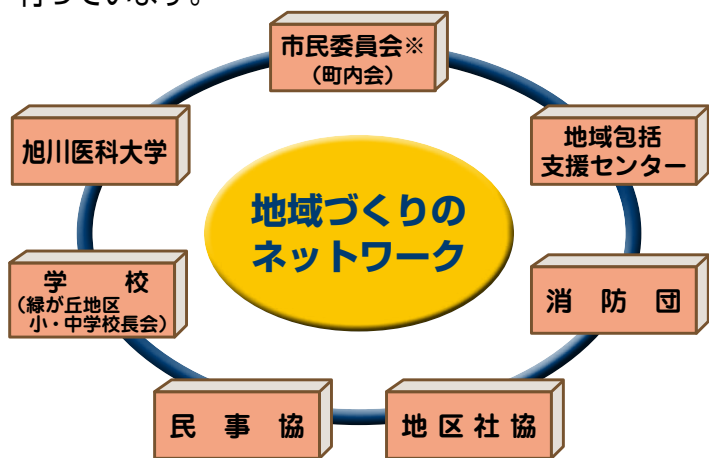 行っています。
市民委員会※
（町内会）
地域包括
支援センター
消防団
地区社協
民事協
学校
（緑が丘地区
小・中学校長会）
旭川医科大学
地域づくりの
ネットワーク